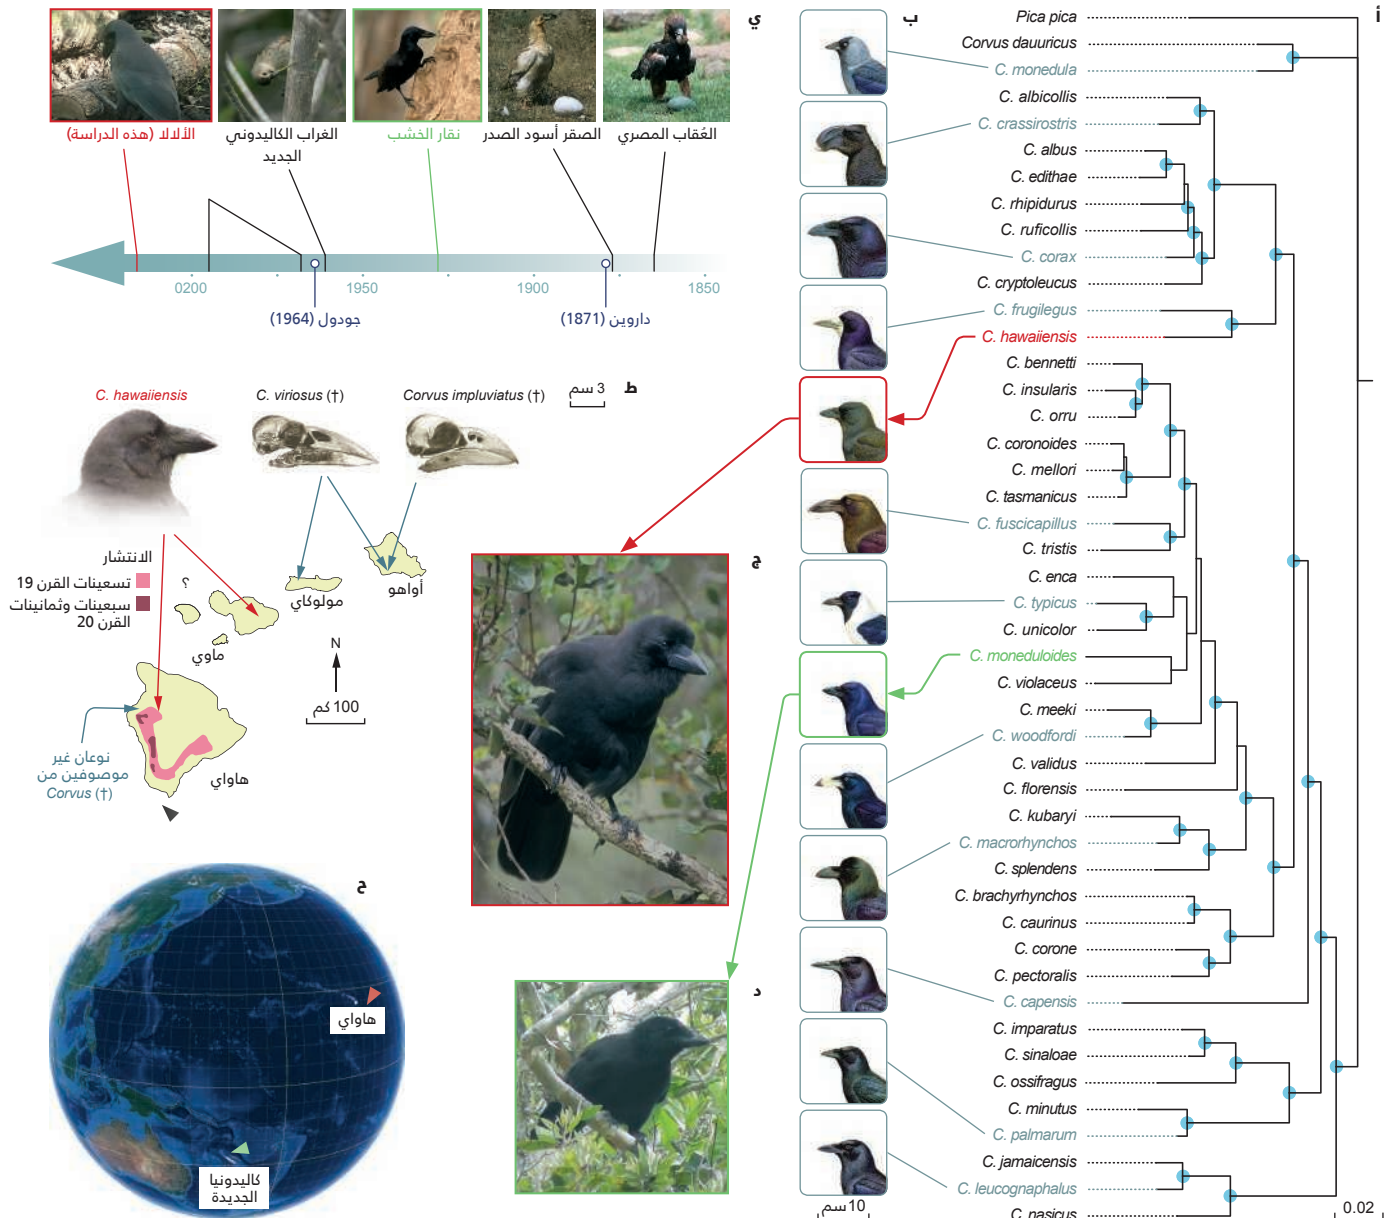 أ
Pica pica
Corvus dauuricus
C. monedula
C. albicollis
C. crassirostris
C. albus
C. edithae
C. rhipidurus
C. ruficollis
C. corax
C. cryptoleucus
C. frugilegus
C. hawaiiensis
C. bennetti
C. insularis
C. orru
C. coronoides
C. mellori
C. tasmanicus
C. fuscicapillus
C. tristis
C. enca
C. typicus
C. unicolor
C. moneduloides
C. violaceus
C. meeki
C. woodfordi
C. validus
C. florensis
C. kubaryi
C. macrorhynchos
C. splendens
C. brachyrhynchos
C. caurinus
C. corone
C. pectoralis
C. capensis
C. imparatus
C. sinaloae
C. ossifragus
C. minutus
C. palmarum
C. jamaicensis
C. leucognaphalus
C. nasicus
0.02
ب
10سم
ج
د
ي
العُقاب المصري
الصقر أسود الصدر
نقار الخشب
الغراب الكاليدوني
الجديد
الألالا (هذه الدراسة)
1850
1900
1950
0200
داروين (1871)
جودول (1964)
ط
3 سم
Corvus impluviatus (†)
C. viriosus (†)
C. hawaiiensis
الانتشار
تسعينات القرن 19
سبعينات وثمانينات
القرن 20
؟
أواهو
مولوكاي
ماوي
N
100كم
هاواي
نوعان غير
موصوفين من
Corvus (†)
ح
هاواي
كاليدونيا
الجديدة